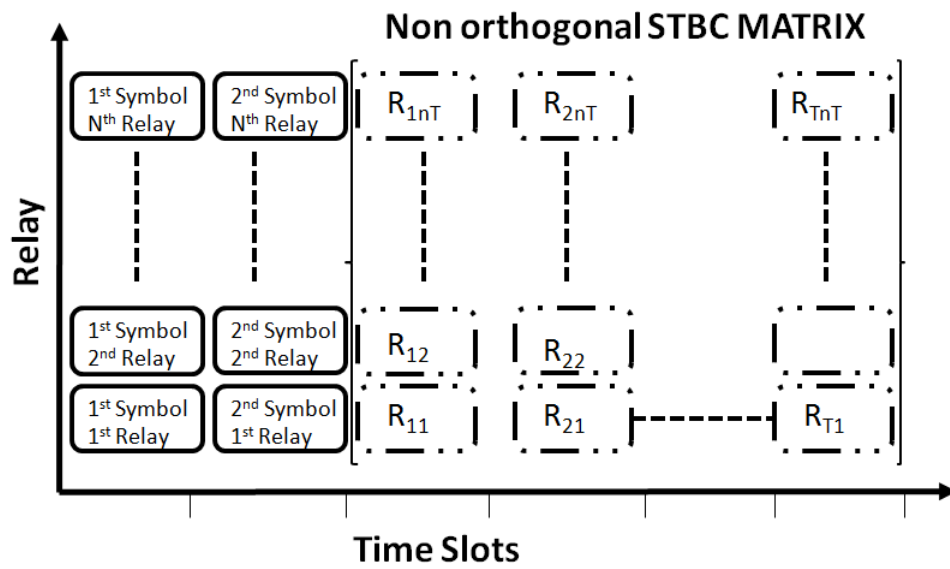 Non orthogonal STBC MATRIX
1st Symbol
Nth Relay
2nd Symbol
Nth Relay
R1nT
R2nT
RTnT
Relay
1st Symbol
2nd Relay
2nd Symbol
2nd Relay
R12
R22
1st Symbol
1st Relay
2nd Symbol
1st Relay
R11
R21
RT1
Time Slots